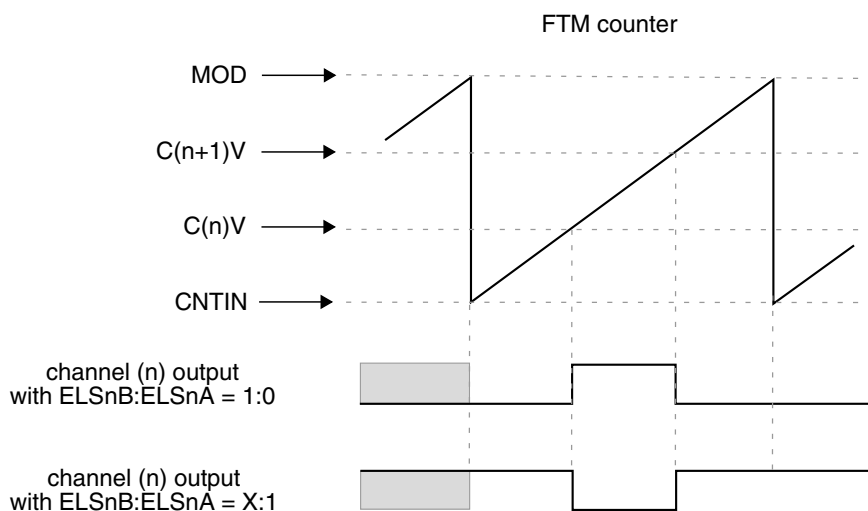 FTM counter
MOD
C(n+1)V
C(n)V
CNTIN
channel (n) output
with ELSnB:ELSnA = 1:0
channel (n) output
with ELSnB:ELSnA = X:1